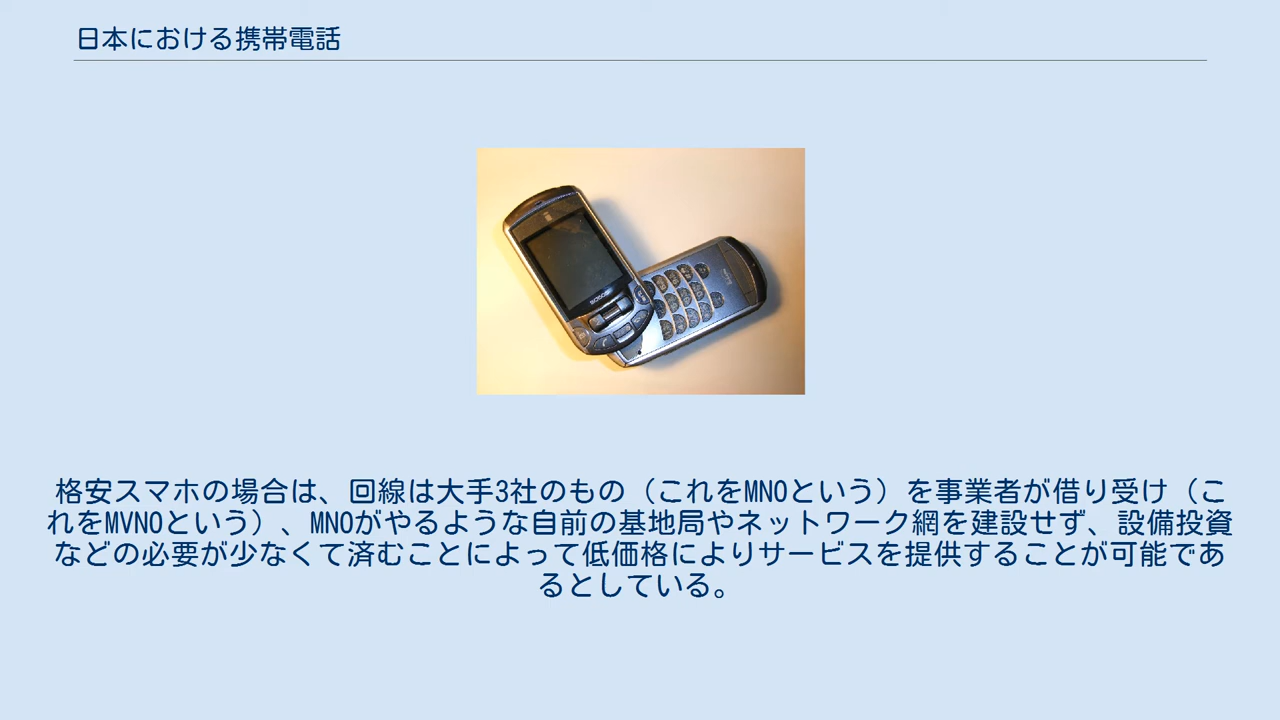 日本における携帯電話
格安スマホの場合は、回線は大手3社のもの（これをMNOという）を事業者が借り受け（こ
れをMVNOという）、MNOがやるような自前の基地局やネットワーク網を建設せず、設備投資
などの必要が少なくて済むことによって低価格によりサービスを提供することが可能であ
るとしている。